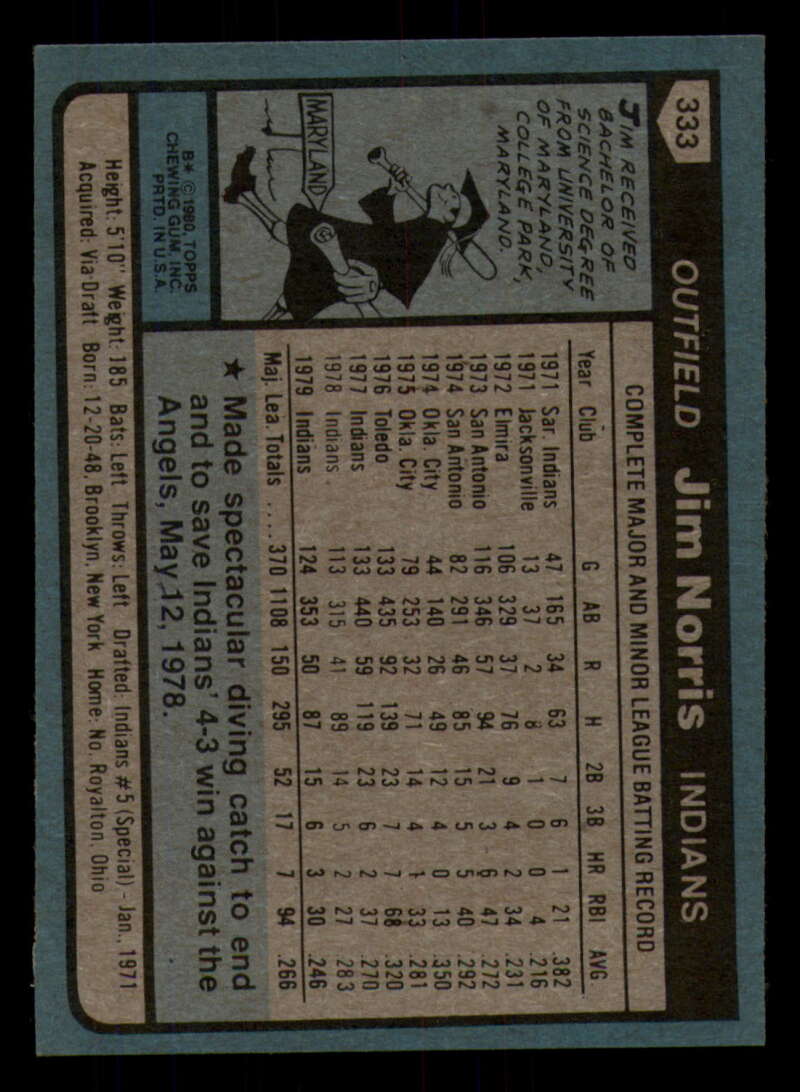 333 OUTFIELD Jim Norris INDIANS
JIM RECEIVED
BACHELOR OF
SCIENCE DEGREE
FROM UNIVERSITY
OF MARYLAND,
COLLEGE PARK,
MARYLAND.
MARYLAND
B* © 1980, TOPPS
CHEWING GUM, INC.
PRTD. IN U.S.A.
COMPLETE MAJOR AND MINOR LEAGUE BATTING RECORD
Year Club G AB R H 2B 3B HR RBI AVG
1971 Sar. Indians 47 165 34 63 7 6 1 21 .382
1971 Jacksonville 13 37 2 8 1 0 0 4 .216
1972 Elmira 106 329 37 76 9 4 2 34 .231
1973 San Antonio 116 346 57 94 21 3 6 47 .272
1974 San Antonio 82 291 46 85 15 5 5 40 .292
1974 Okla. City 44 140 26 49 12 4 0 13 .350
1975 Okla. City 79 253 32 71 14 4 1 33 .281
1976 Toledo 133 435 92 139 23 7 7 68 .320
1977 Indians 133 440 59 119 23 6 2 37 .270
1978 Indians 113 315 41 89 14 5 2 27 .283
1979 Indians 124 353 50 87 15 6 3 30 .246
Maj. Lea. Totals .... 370 1108 150 295 52 17 7 94 .266
★ Made spectacular diving catch to end
and to save Indians' 4-3 win against the
Angels, May 12, 1978.
Height: 5'10" Weight: 185 Bats: Left Throws: Left Drafted: Indians #5 (Special) - Jan., 1971
Acquired: Via Draft Born: 12-20-48, Brooklyn, New York Home: No. Royalton, Ohio